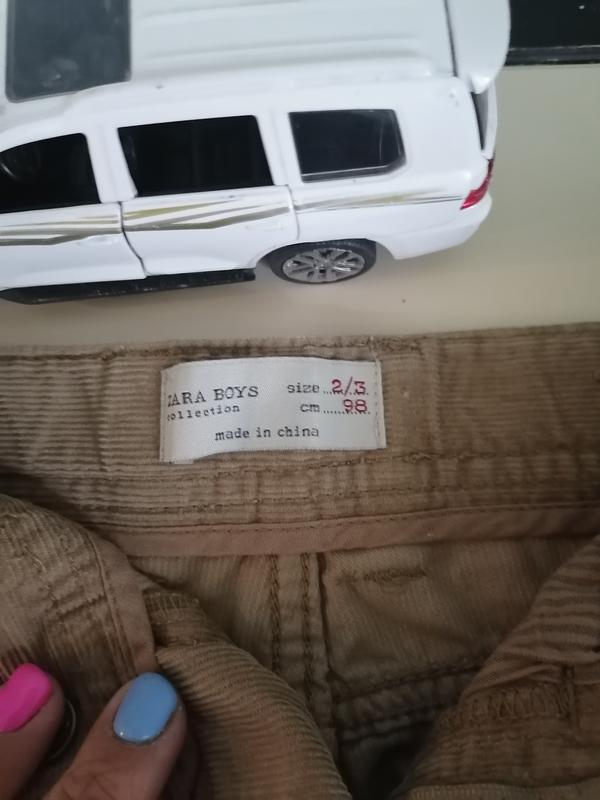 ZARA BOYS size 2/3
collection cm 98
made in china